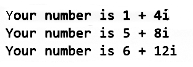 Your number is 1 + 4i
Your number is 5 + 8i
Your number is 6 + 12i